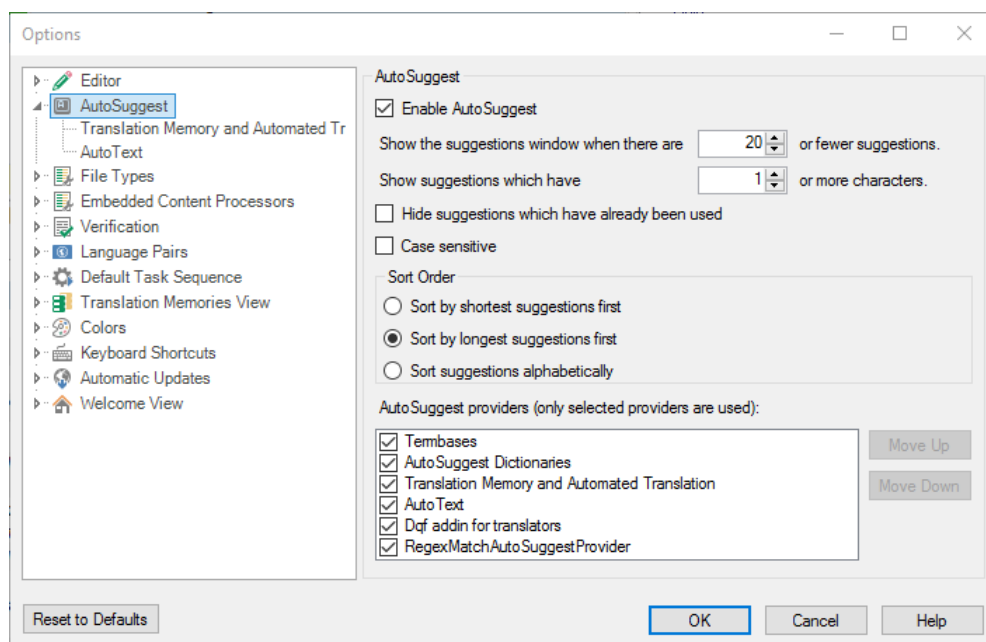 Options
Editor
AutoSuggest
Translation Memory and Automated Tr
AutoText
File Types
Embedded Content Processors
Verification
Language Pairs
Default Task Sequence
Translation Memories View
Colors
Keyboard Shortcuts
Automatic Updates
Welcome View
AutoSuggest
Enable AutoSuggest
Show the suggestions window when there are 20 or fewer suggestions.
Show suggestions which have 1 or more characters.
Hide suggestions which have already been used
Case sensitive
Sort Order
Sort by shortest suggestions first
Sort by longest suggestions first
Sort suggestions alphabetically
AutoSuggest providers (only selected providers are used):
Termbases
AutoSuggest Dictionaries
Translation Memory and Automated Translation
AutoText
Dqf addin for translators
RegexMatchAutoSuggestProvider
Move Up
Move Down
Reset to Defaults
OK
Cancel
Help